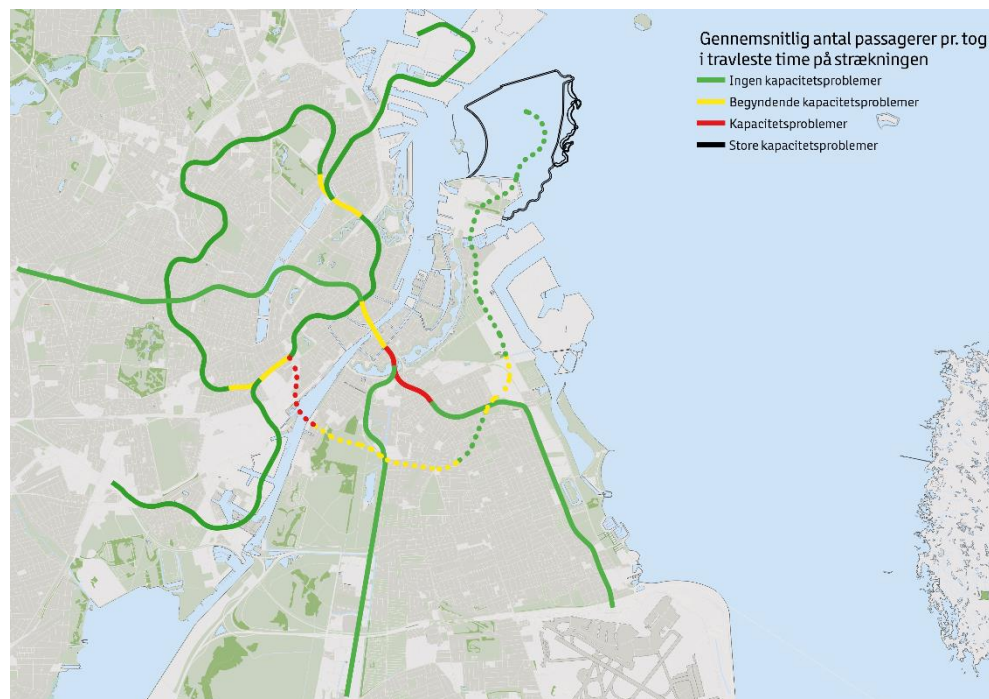 Gennemsnitlig antal passagerer pr. tog
i travleste time på strækningen
Ingen kapacitetsproblemer
Begyndende kapacitetsproblemer
Kapacitetsproblemer
Store kapacitetsproblemer